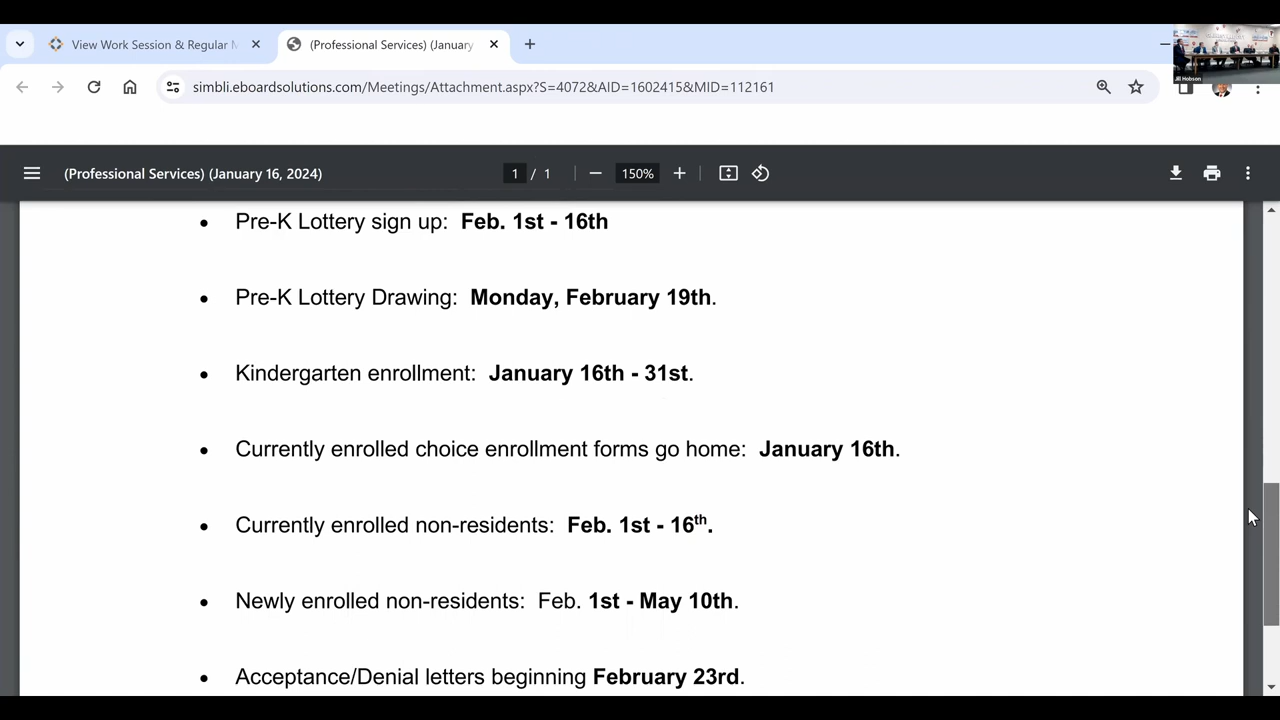 View Work Session & Regular M
(Professional Services) (January
Jill Hobson
simbli.eboardsolutions.com/Meetings/Attachment.aspx?S=4072&AID=1602415&MID=112161
(Professional Services) (January 16, 2024)
1 / 1
150%
• Pre-K Lottery sign up: Feb. 1st - 16th
• Pre-K Lottery Drawing: Monday, February 19th.
• Kindergarten enrollment: January 16th - 31st.
• Currently enrolled choice enrollment forms go home: January 16th.
• Currently enrolled non-residents: Feb. 1st - 16th.
• Newly enrolled non-residents: Feb. 1st - May 10th.
• Acceptance/Denial letters beginning February 23rd.